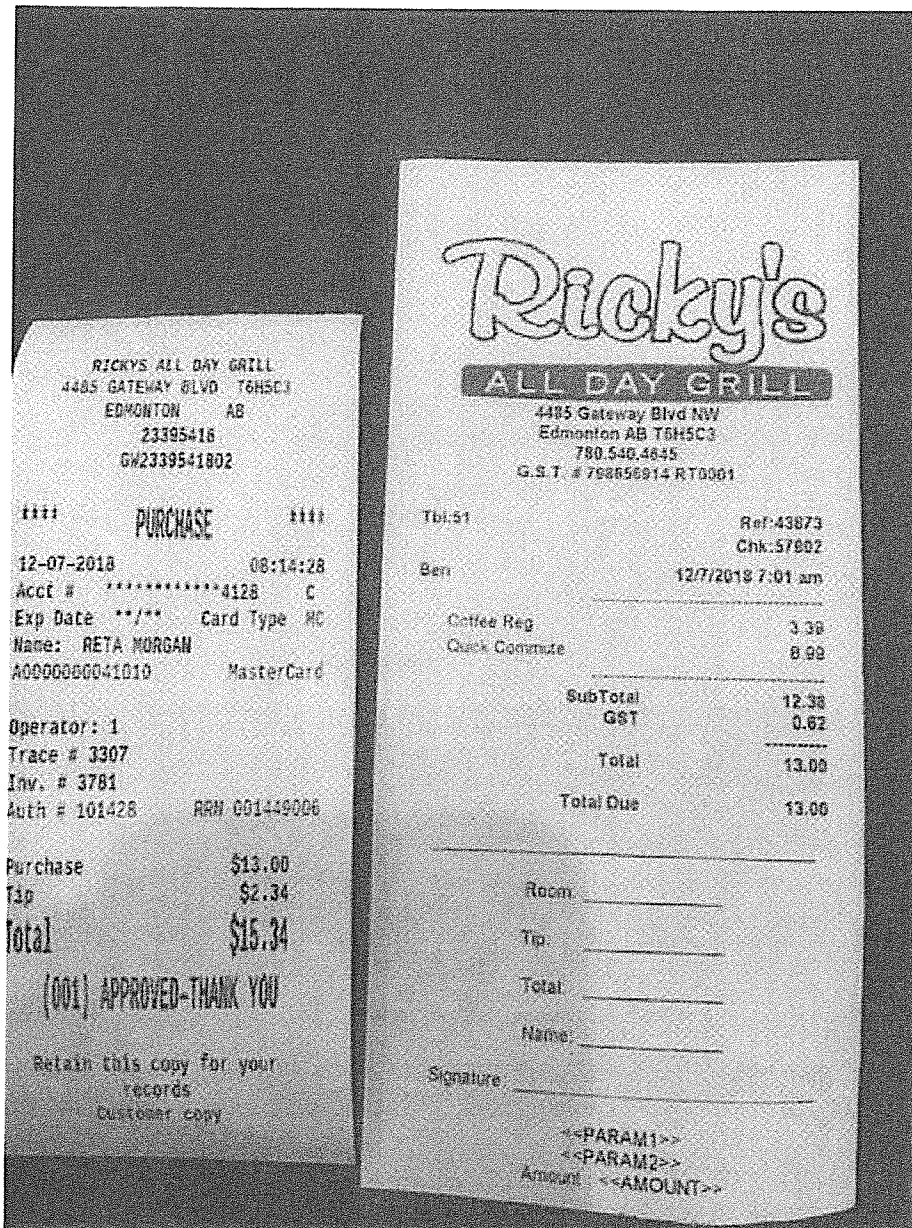 RICKYS ALL DAY GRILL
4485 GATEWAY BLVD T6H5C3
EDMONTON AB
23395418
GW2339541802
**** PURCHASE ****
12-07-2018 08:14:28
Acct # ************4128 C
Exp Date **/** Card Type MC
Name: RETA MORGAN
A0000000041010 MasterCard
Operator: 1
Trace # 3307
Inv. # 3781
Auth # 101428 RRN 001449006
Purchase $13.00
Tip $2.34
Total $15.34
(001) APPROVED-THANK YOU
Retain this copy for your
records
Customer copy
Ricky's
ALL DAY GRILL
4485 Gateway Blvd NW
Edmonton AB T6H5C3
780.540.4645
G.S.T. # 798656914 RT0001
Tbl:51 Ref:43873
Chk:57802
Ben 12/7/2018 7:01 am
Coffee Reg 3.39
Quick Commute 8.99
SubTotal 12.38
GST 0.62
Total 13.00
Total Due 13.00
Room:
Tip:
Total:
Name:
Signature:
<<PARAM1>>
<<PARAM2>>
Amount: <<AMOUNT>>